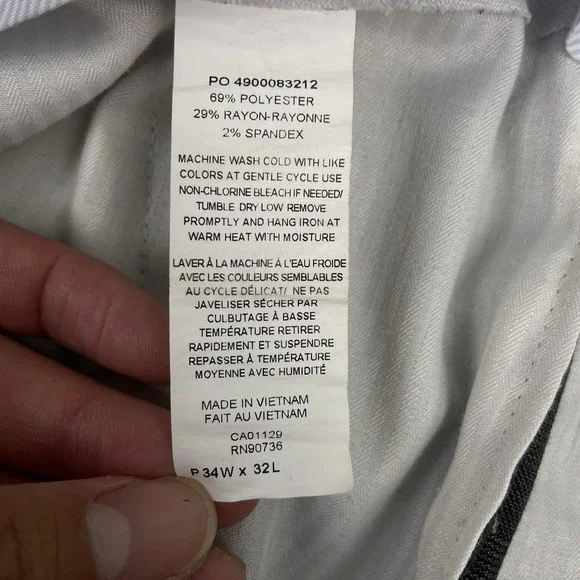 PO 4900083212
69% POLYESTER
29% RAYON-RAYONNE
2% SPANDEX
MACHINE WASH COLD WITH LIKE
COLORS AT GENTLE CYCLE USE
NON-CHLORINE BLEACH IF NEEDED/
TUMBLE DRY LOW REMOVE
PROMPTLY AND HANG IRON AT
WARM HEAT WITH MOISTURE
LAVER À LA MACHINE À L'EAU FROIDE
AVEC LES COULEURS SEMBLABLES
AU CYCLE DÉLICAT/ NE PAS
JAVELISER SÉCHER PAR
CULBUTAGE À BASSE
TEMPÉRATURE RETIRER
RAPIDEMENT ET SUSPENDRE
REPASSER À TEMPÉRATURE
MOYENNE AVEC HUMIDITÉ
MADE IN VIETNAM
FAIT AU VIETNAM
CA01129
RN90736
P 34W x 32L